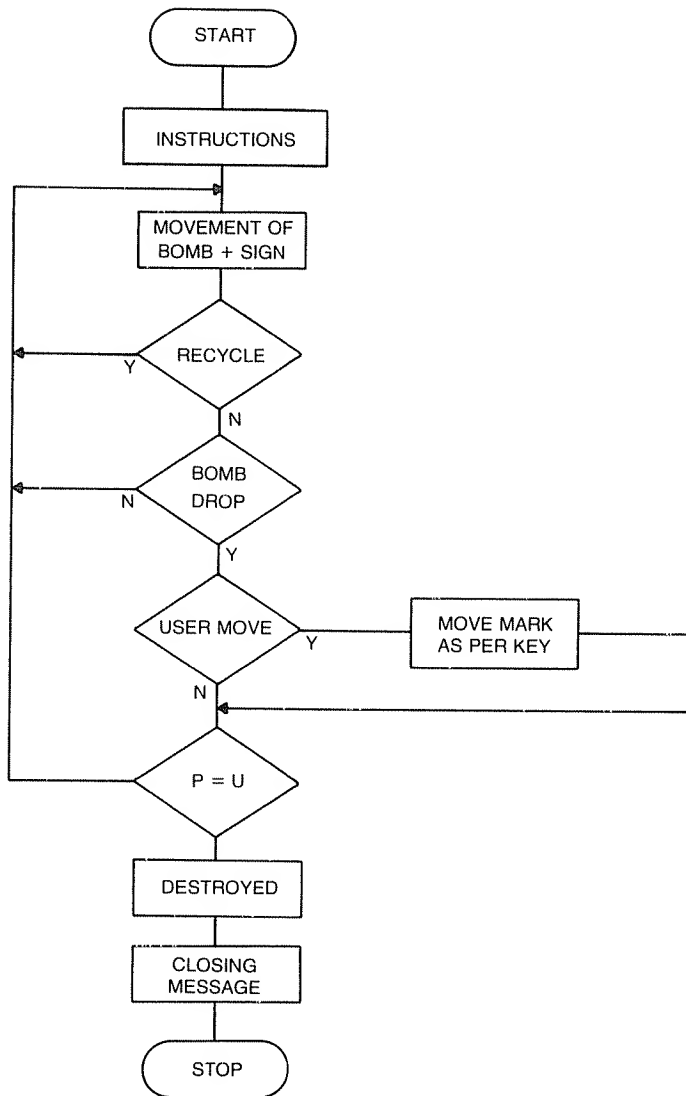 START
INSTRUCTIONS
MOVEMENT OF
BOMB + SIGN
RECYCLE
Y
N
BOMB
DROP
N
Y
USER MOVE
Y
MOVE MARK
AS PER KEY
N
P = U
DESTROYED
CLOSING
MESSAGE
STOP